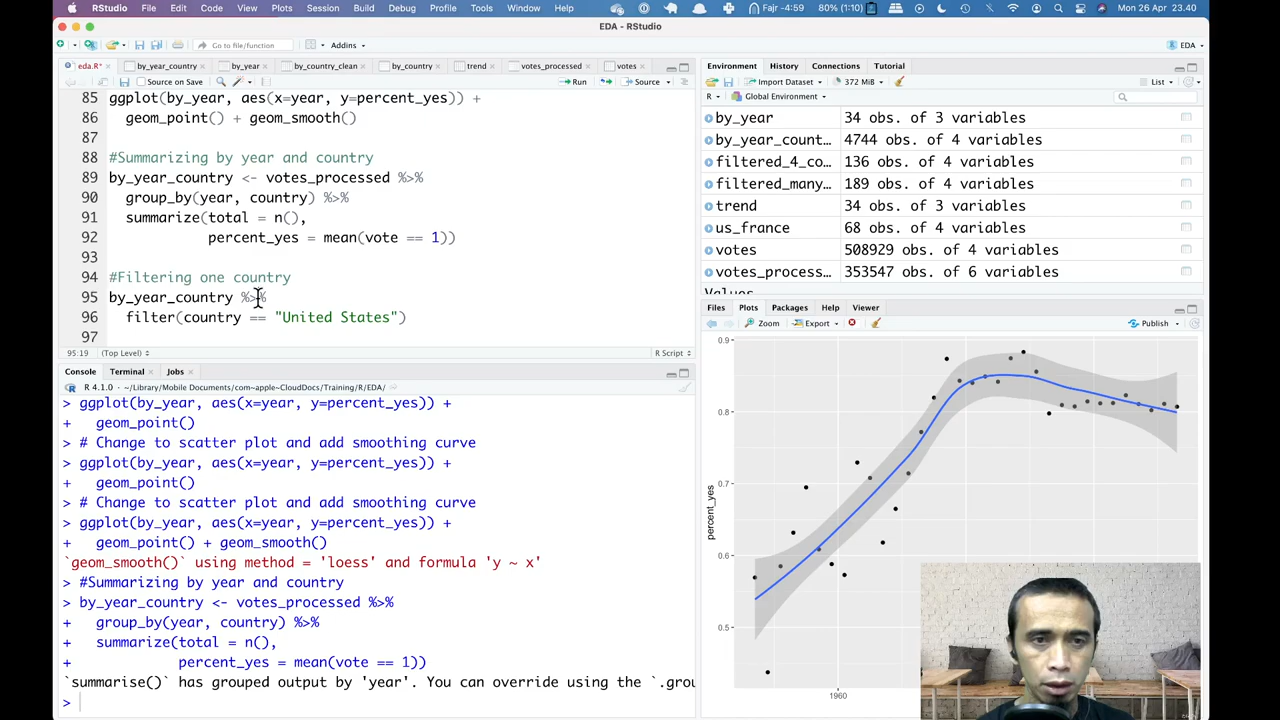 RStudio File Edit Code View Plots Session Build Debug Profile Tools Window Help Fajr -4:59 80% (1:10) Mon 26 Apr 23.40
EDA - RStudio
Go to file/function Addins EDA
eda.R* by_year_country by_year by_country_clean by_country trend votes_processed votes
Source on Save Run Source
85 ggplot(by_year, aes(x=year, y=percent_yes)) +
86 geom_point() + geom_smooth()
87
88 #Summarizing by year and country
89 by_year_country <- votes_processed %>%
90 group_by(year, country) %>%
91 summarize(total = n(),
92 percent_yes = mean(vote == 1))
93
94 #Filtering one country
95 by_year_country %>%
96 filter(country == "United States")
97
95:19 (Top Level) R Script
Console Terminal Jobs
R 4.1.0 · ~/Library/Mobile Documents/com~apple~CloudDocs/Training/R/EDA/
> ggplot(by_year, aes(x=year, y=percent_yes)) +
+ geom_point()
> # Change to scatter plot and add smoothing curve
> ggplot(by_year, aes(x=year, y=percent_yes)) +
+ geom_point()
> # Change to scatter plot and add smoothing curve
> ggplot(by_year, aes(x=year, y=percent_yes)) +
+ geom_point() + geom_smooth()
`geom_smooth()` using method = 'loess' and formula 'y ~ x'
> #Summarizing by year and country
> by_year_country <- votes_processed %>%
+ group_by(year, country) %>%
+ summarize(total = n(),
+ percent_yes = mean(vote == 1))
`summarise()` has grouped output by 'year'. You can override using the `.grou
>
Environment History Connections Tutorial
Import Dataset 372 MiB List
R Global Environment
by_year 34 obs. of 3 variables
by_year_count… 4744 obs. of 4 variables
filtered_4_co… 136 obs. of 4 variables
filtered_many… 189 obs. of 4 variables
trend 34 obs. of 3 variables
us_france 68 obs. of 4 variables
votes 508929 obs. of 4 variables
votes_process… 353547 obs. of 6 variables
Values
Files Plots Packages Help Viewer
Zoom Export Publish
0.9
0.8
0.7
0.6
0.5
percent_yes
1960